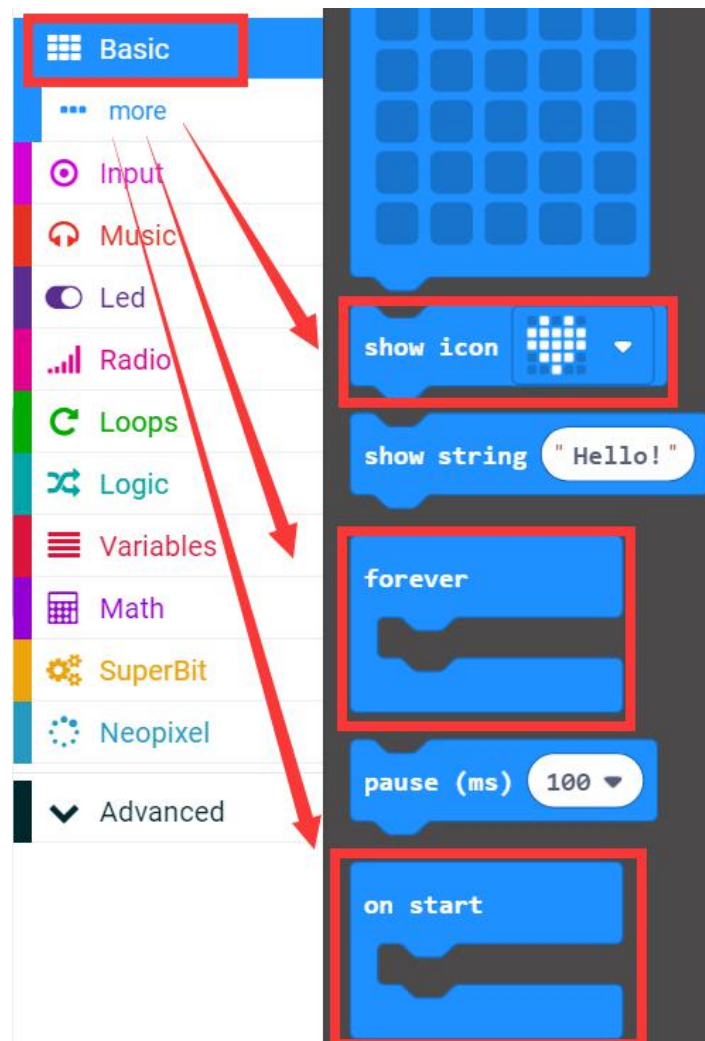 Basic
more
Input
Music
Led
Radio
Loops
Logic
Variables
Math
SuperBit
Neopixel
Advanced
show icon
show string "Hello!"
forever
pause (ms) 100
on start